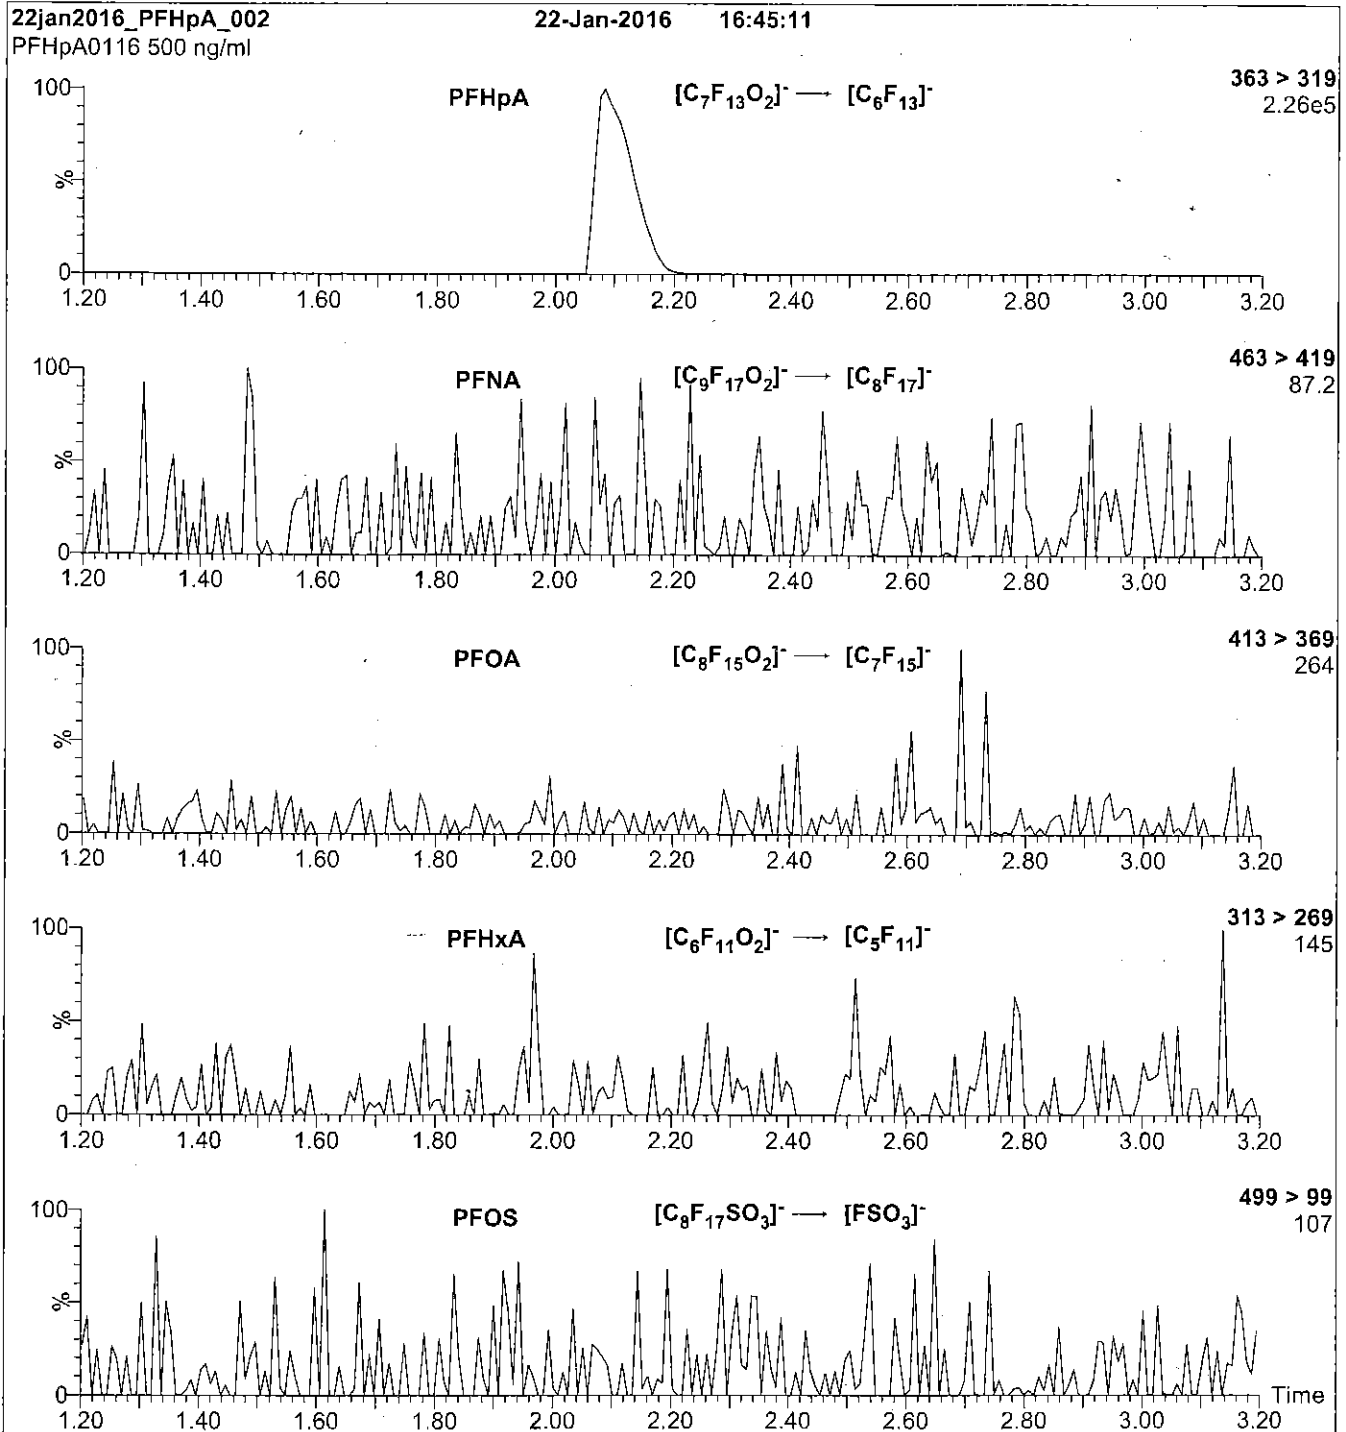 22jan2016_PFHpA_002 22-Jan-2016 16:45:11
PFHpA0116 500 ng/ml
100 PFHpA [C₇F₁₃O₂]⁻ → [C₆F₁₃]⁻ 363 > 319
2.26e5
%
0
1.20 1.40 1.60 1.80 2.00 2.20 2.40 2.60 2.80 3.00 3.20
100 PFNA [C₉F₁₇O₂]⁻ → [C₈F₁₇]⁻ 463 > 419
87.2
%
0
1.20 1.40 1.60 1.80 2.00 2.20 2.40 2.60 2.80 3.00 3.20
100 PFOA [C₈F₁₅O₂]⁻ → [C₇F₁₅]⁻ 413 > 369
264
%
0
1.20 1.40 1.60 1.80 2.00 2.20 2.40 2.60 2.80 3.00 3.20
100 PFHxA [C₆F₁₁O₂]⁻ → [C₅F₁₁]⁻ 313 > 269
145
%
0
1.20 1.40 1.60 1.80 2.00 2.20 2.40 2.60 2.80 3.00 3.20
100 PFOS [C₈F₁₇SO₃]⁻ → [FSO₃]⁻ 499 > 99
107
%
0 Time
1.20 1.40 1.60 1.80 2.00 2.20 2.40 2.60 2.80 3.00 3.20